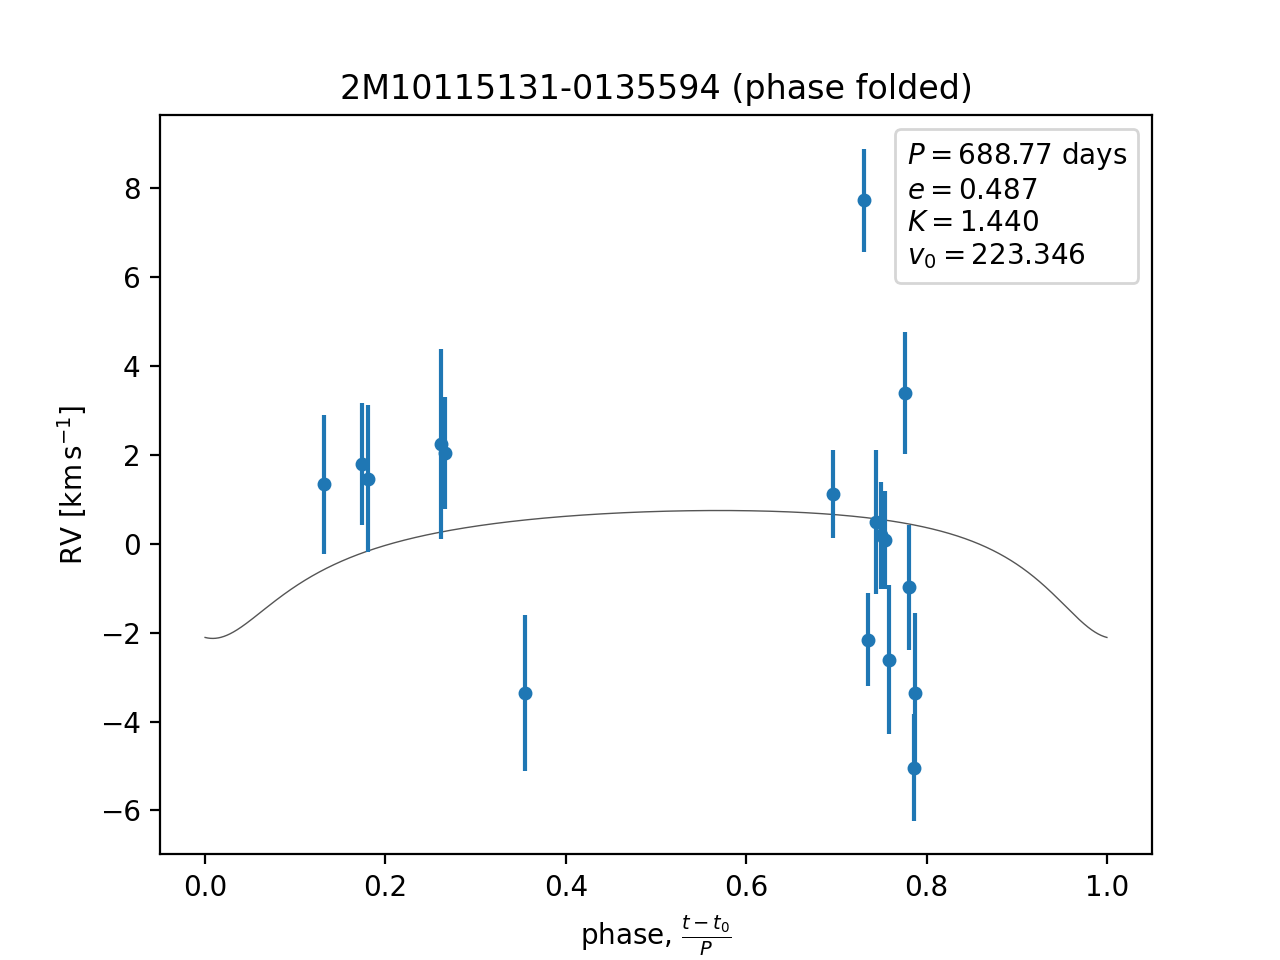 2M10115131-0135594 (phase folded)
P = 688.77 days
e = 0.487
K = 1.440
v₀ = 223.346
RV [km s⁻¹]
8
6
4
2
0
−2
−4
−6
0.0 0.2 0.4 0.6 0.8 1.0
phase, (t − t₀)/P